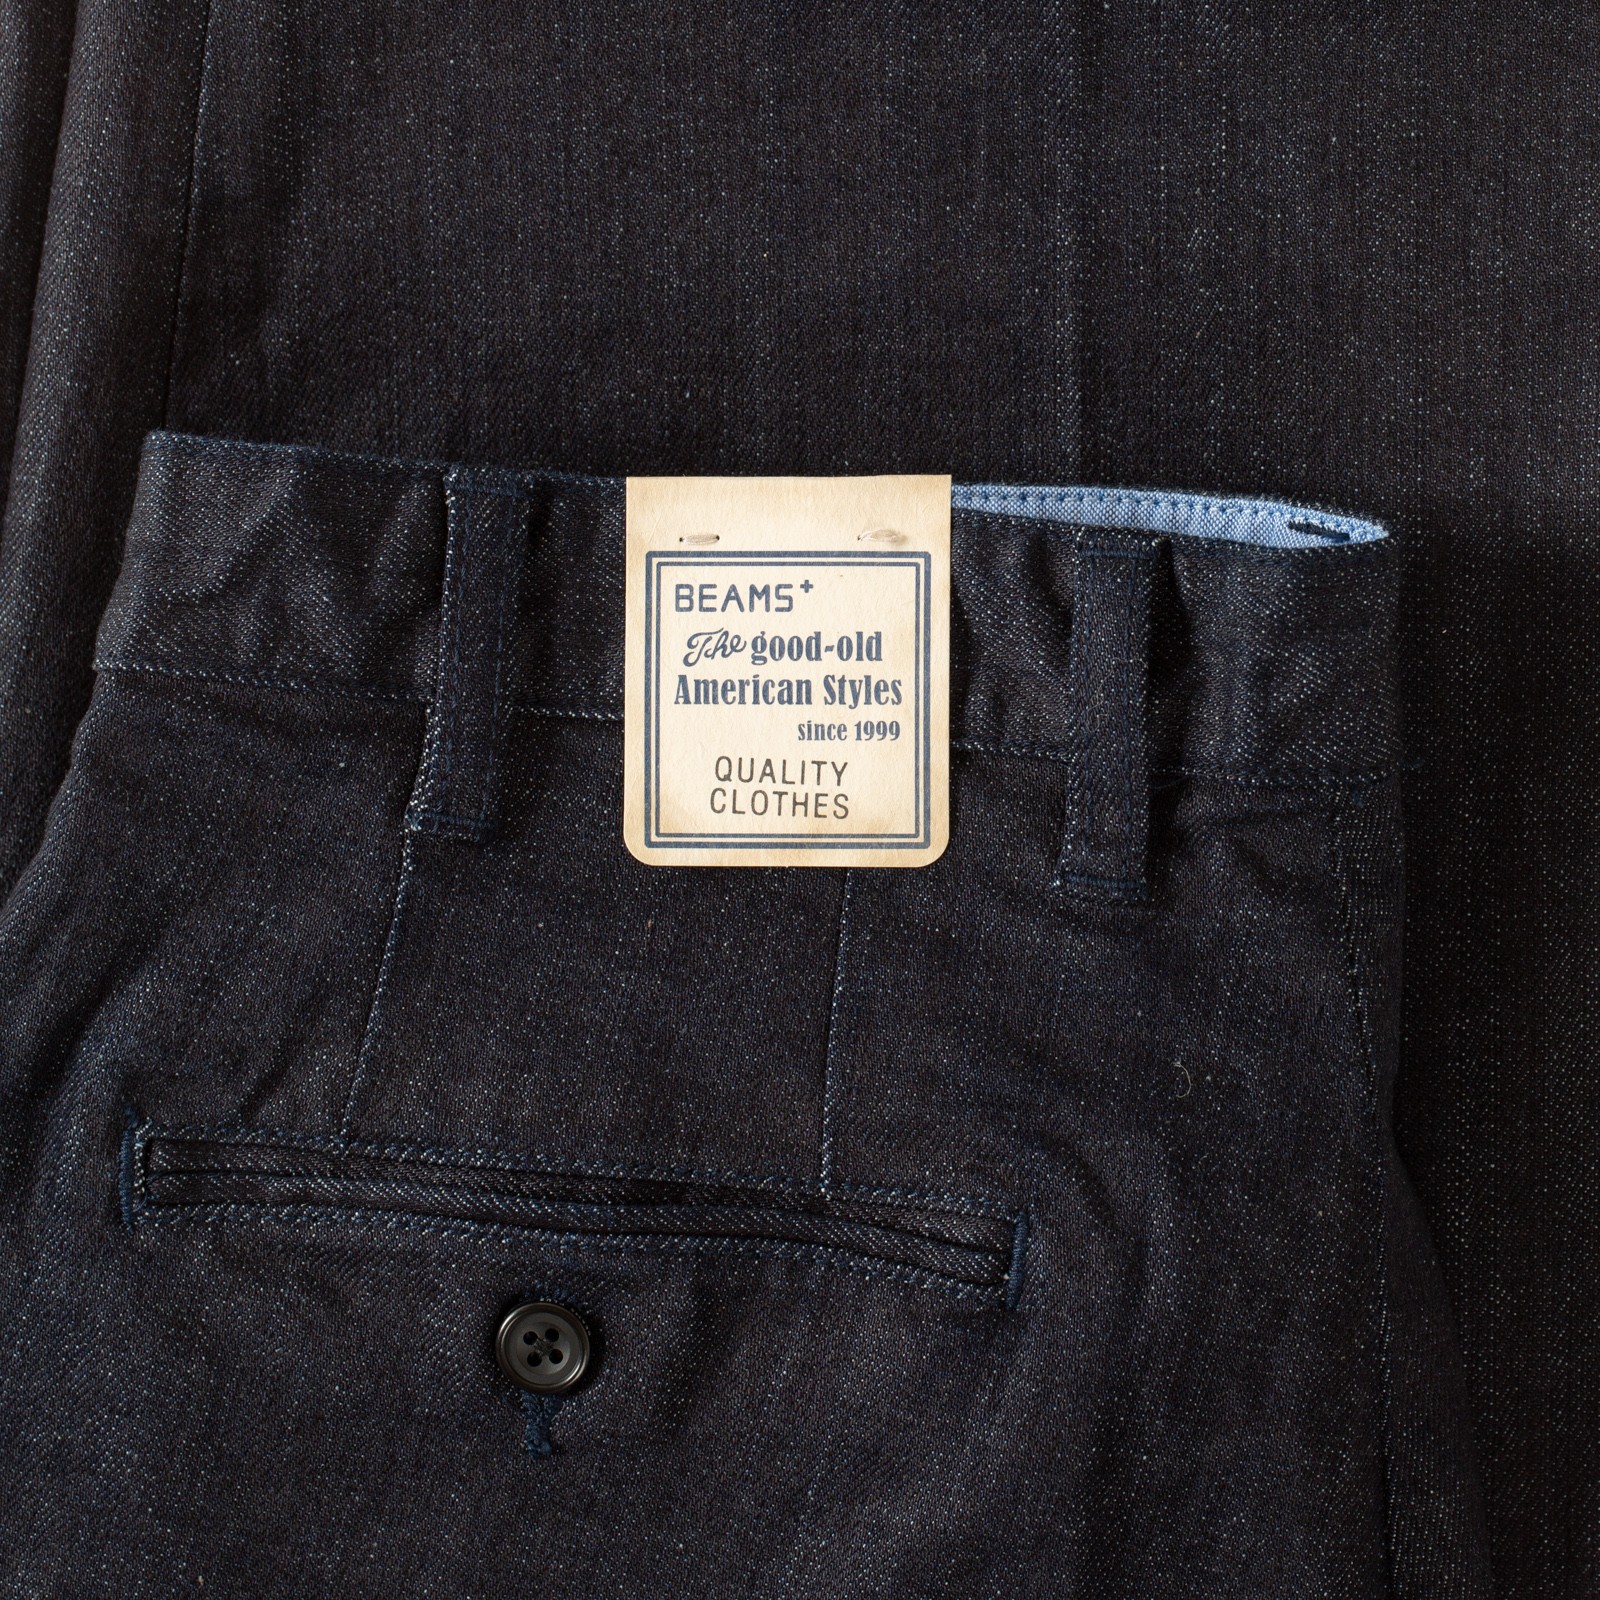 BEAMS+
The good-old
American Styles
since 1999
QUALITY
CLOTHES